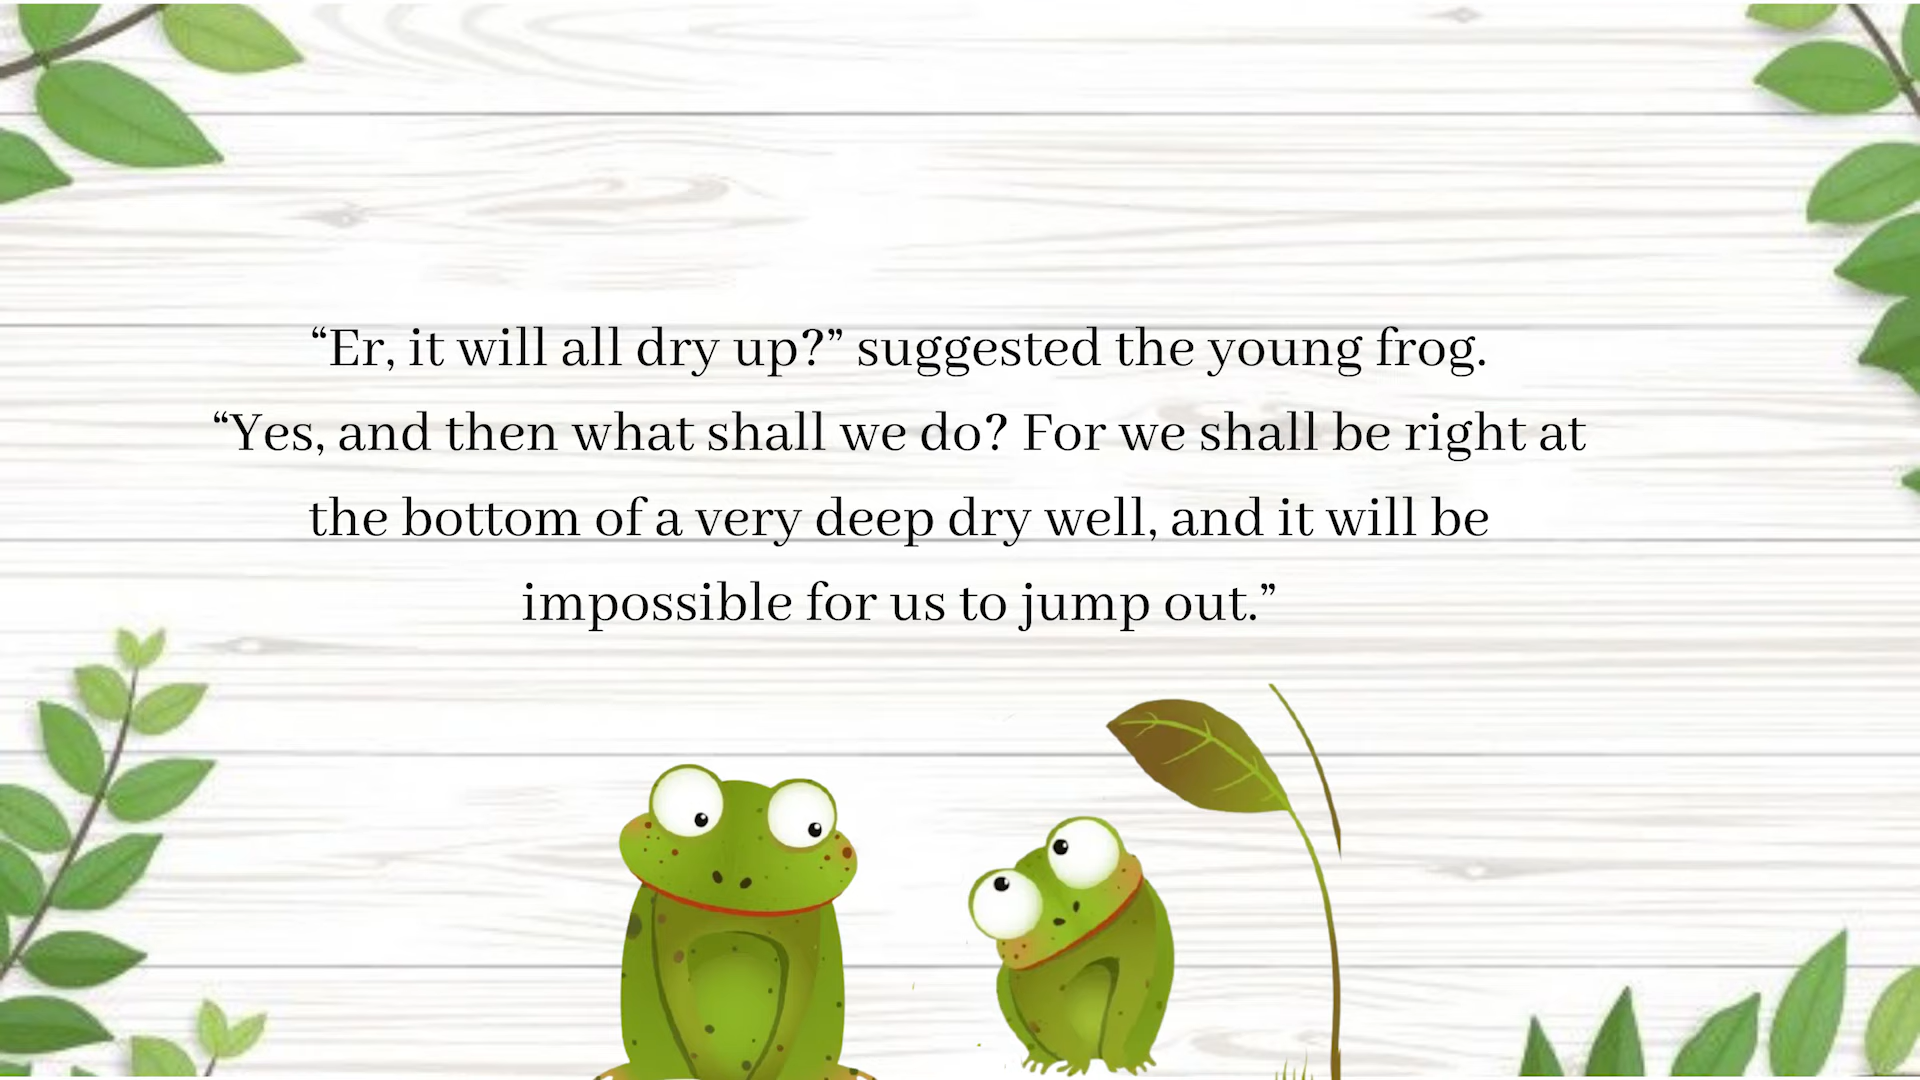 “Er, it will all dry up?” suggested the young frog.
“Yes, and then what shall we do? For we shall be right at
the bottom of a very deep dry well, and it will be
impossible for us to jump out.”